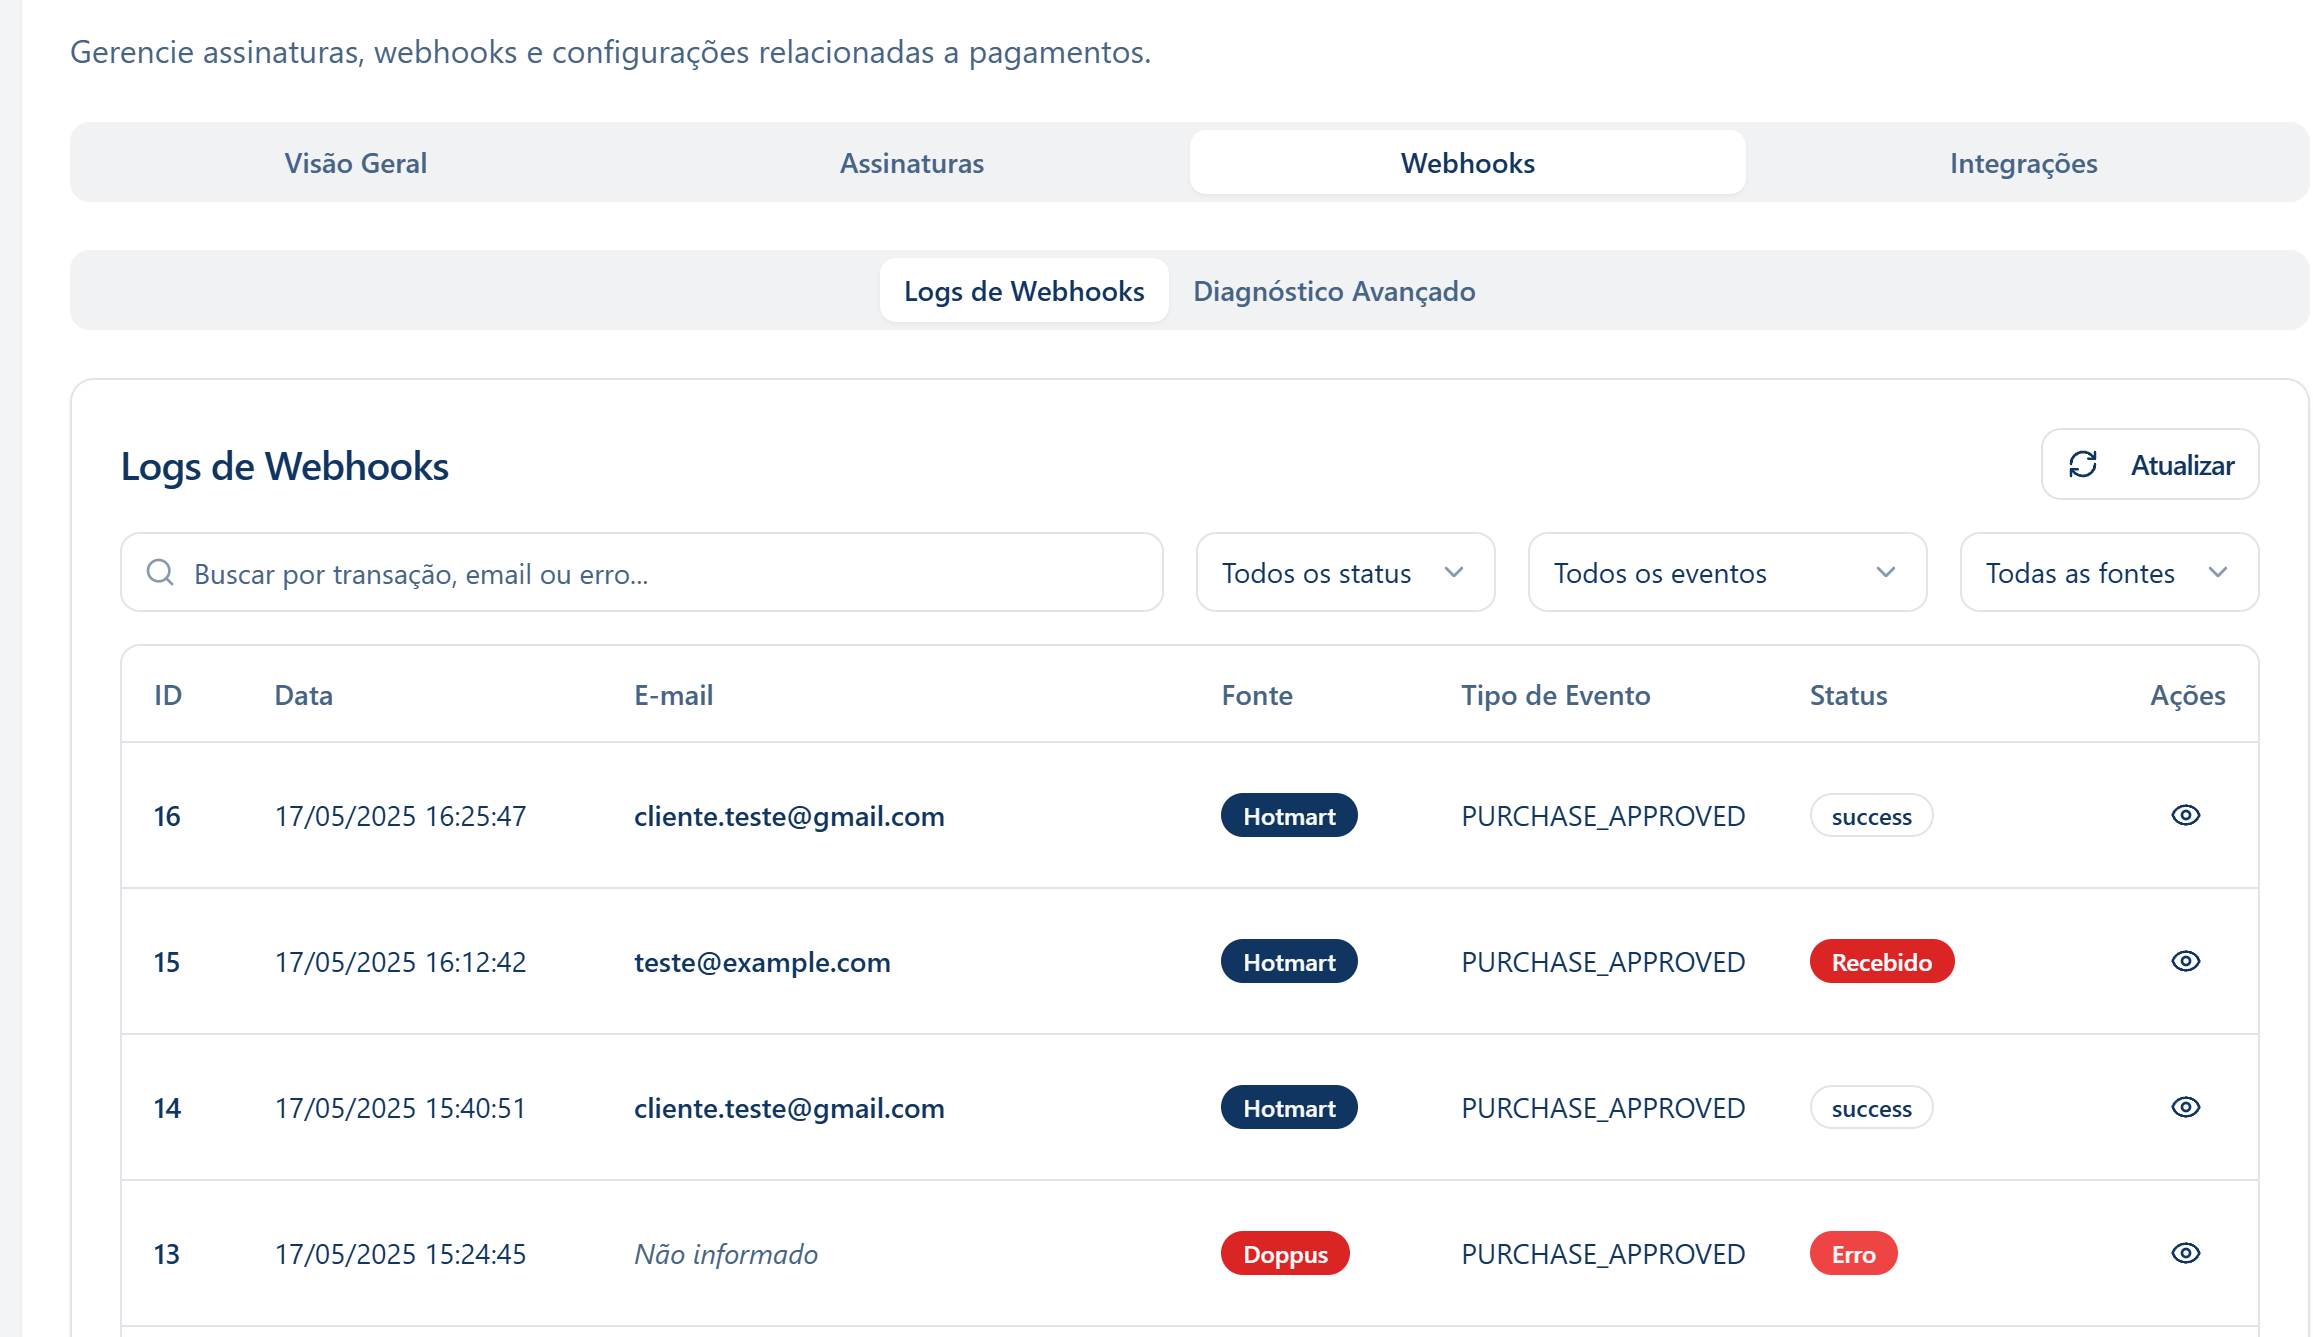 Gerencie assinaturas, webhooks e configurações relacionadas a pagamentos.
Visão Geral Assinaturas Webhooks Integrações
Logs de Webhooks Diagnóstico Avançado
Logs de Webhooks Atualizar
Buscar por transação, email ou erro... Todos os status Todos os eventos Todas as fontes
ID Data E-mail Fonte Tipo de Evento Status Ações
16 17/05/2025 16:25:47 cliente.teste@gmail.com Hotmart PURCHASE_APPROVED success
15 17/05/2025 16:12:42 teste@example.com Hotmart PURCHASE_APPROVED Recebido
14 17/05/2025 15:40:51 cliente.teste@gmail.com Hotmart PURCHASE_APPROVED success
13 17/05/2025 15:24:45 Não informado Doppus PURCHASE_APPROVED Erro